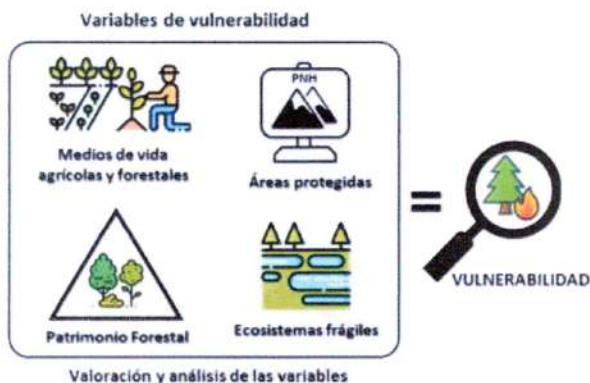 Variables de vulnerabilidad
PNH
Medios de vida
agrícolas y forestales
Áreas protegidas
=
VULNERABILIDAD
Patrimonio Forestal
Ecosistemas frágiles
Valoración y análisis de las variables